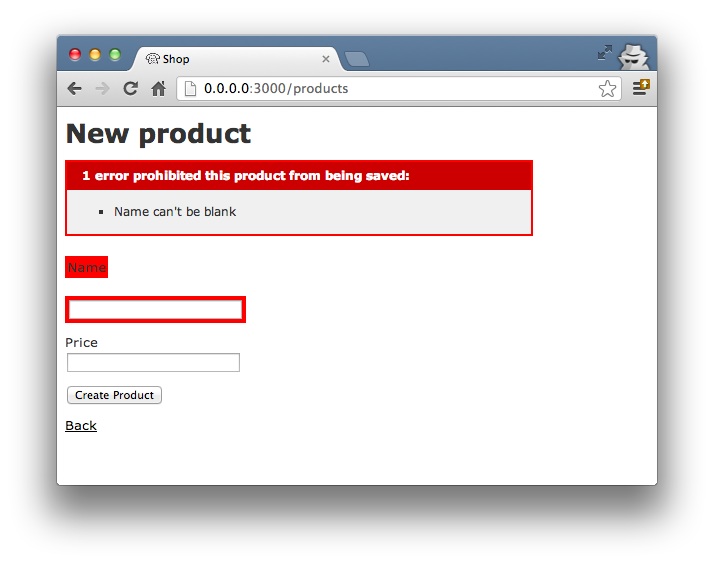 Shop
0.0.0.0:3000/products
New product
1 error prohibited this product from being saved:
Name can't be blank
Name
Price
Create Product
Back